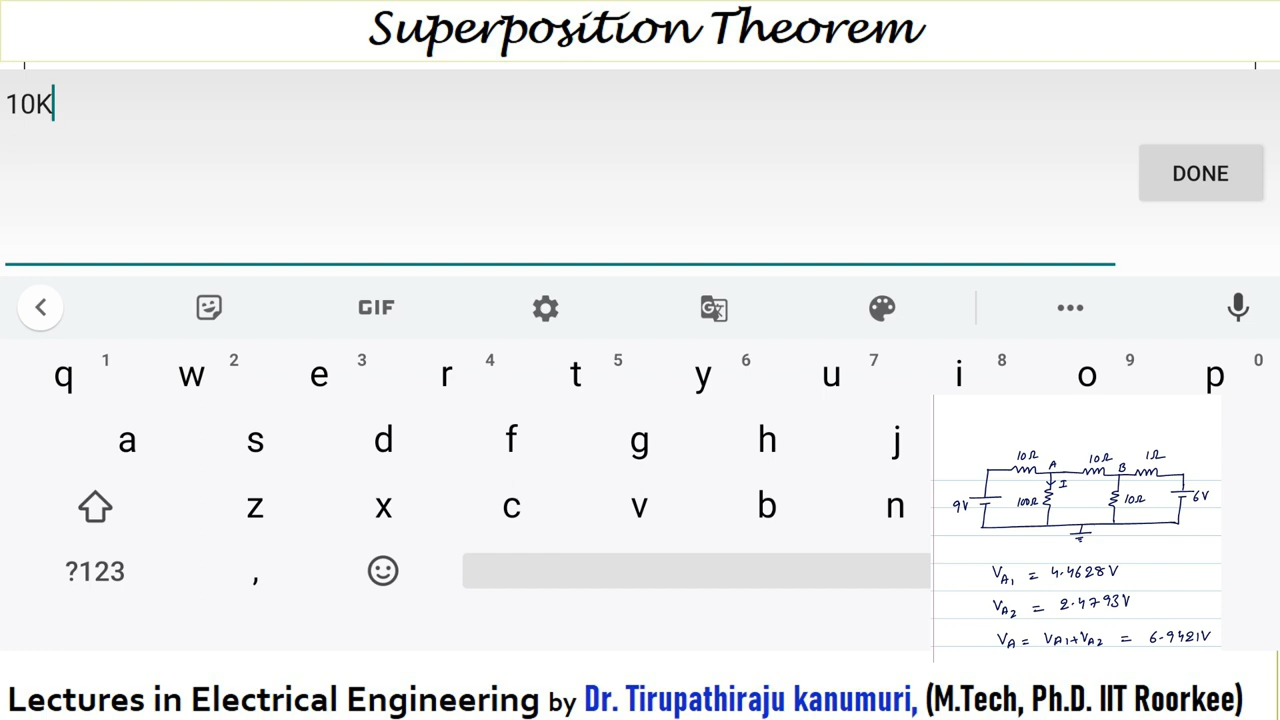 Superposition Theorem
10K
DONE
GIF
q 1 w 2 e 3 r 4 t 5 y 6 u 7 i 8 o 9 p 0
a s d f g h j
z x c v b n
?123 ,
10Ω A 10Ω B 1Ω
I
9V 100Ω 10Ω 6V
VA1 = 4.4628V
VA2 = 2.4793V
VA = VA1+VA2 = 6.9421V
Lectures in Electrical Engineering by Dr. Tirupathiraju kanumuri, (M.Tech, Ph.D. IIT Roorkee)